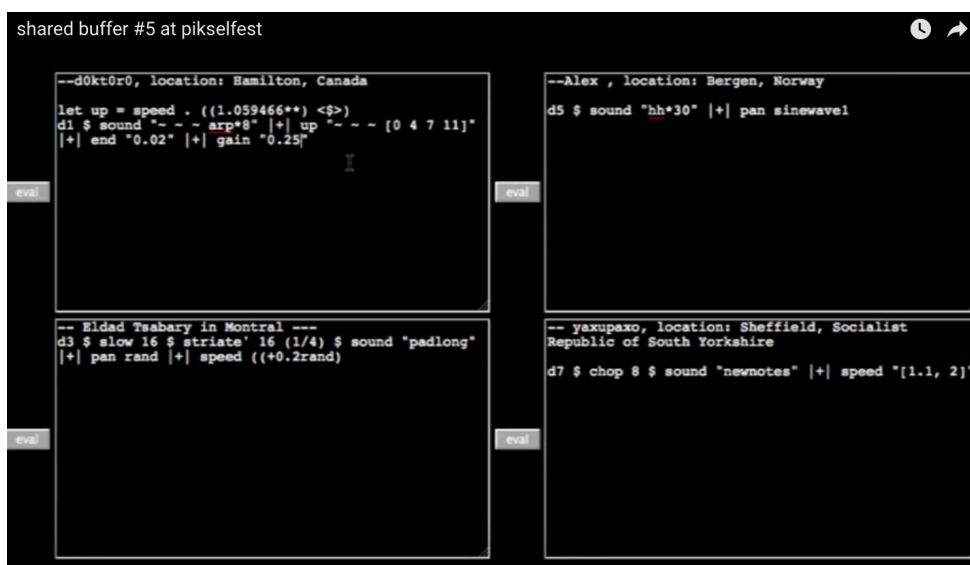 shared buffer #5 at pikselfest
--d0kt0r0, location: Hamilton, Canada
let up = speed . ((1.059466**) <$>)
d1 $ sound "~ ~ ~ arp*8" |+| up "~ ~ ~ [0 4 7 11]"
|+| end "0.02" |+| gain "0.25"
eval
--Alex , location: Bergen, Norway
d5 $ sound "hh*30" |+| pan sinewave1
eval
-- Eldad Tsabary in Montral ---
d3 $ slow 16 $ striate' 16 (1/4) $ sound "padlong"
|+| pan rand |+| speed ((+0.2rand)
eval
-- yaxupaxo, location: Sheffield, Socialist
Republic of South Yorkshire
d7 $ chop 8 $ sound "newnotes" |+| speed "[1.1, 2]"
eval